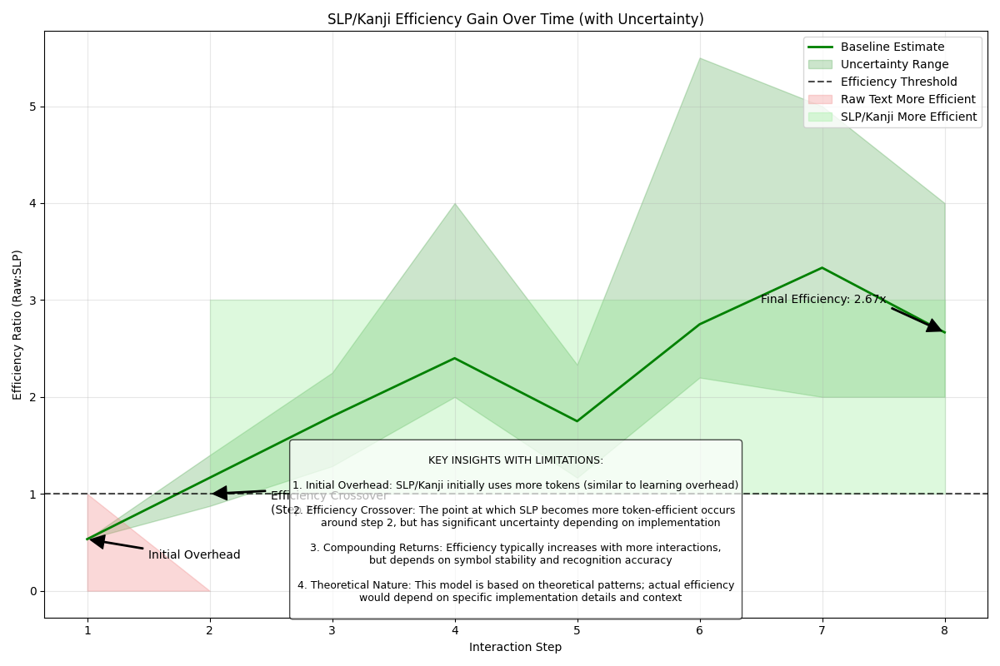 SLP/Kanji Efficiency Gain Over Time (with Uncertainty)
Baseline Estimate
Uncertainty Range
Efficiency Threshold
Raw Text More Efficient
SLP/Kanji More Efficient
Efficiency Ratio (Raw:SLP)
5
4
3
2
1
0
Final Efficiency: 2.67x
Efficiency Crossover
(Step
Initial Overhead
KEY INSIGHTS WITH LIMITATIONS:
1. Initial Overhead: SLP/Kanji initially uses more tokens (similar to learning overhead)
2. Efficiency Crossover: The point at which SLP becomes more token-efficient occurs
around step 2, but has significant uncertainty depending on implementation
3. Compounding Returns: Efficiency typically increases with more interactions,
but depends on symbol stability and recognition accuracy
4. Theoretical Nature: This model is based on theoretical patterns; actual efficiency
would depend on specific implementation details and context
1 2 3 4 5 6 7 8
Interaction Step